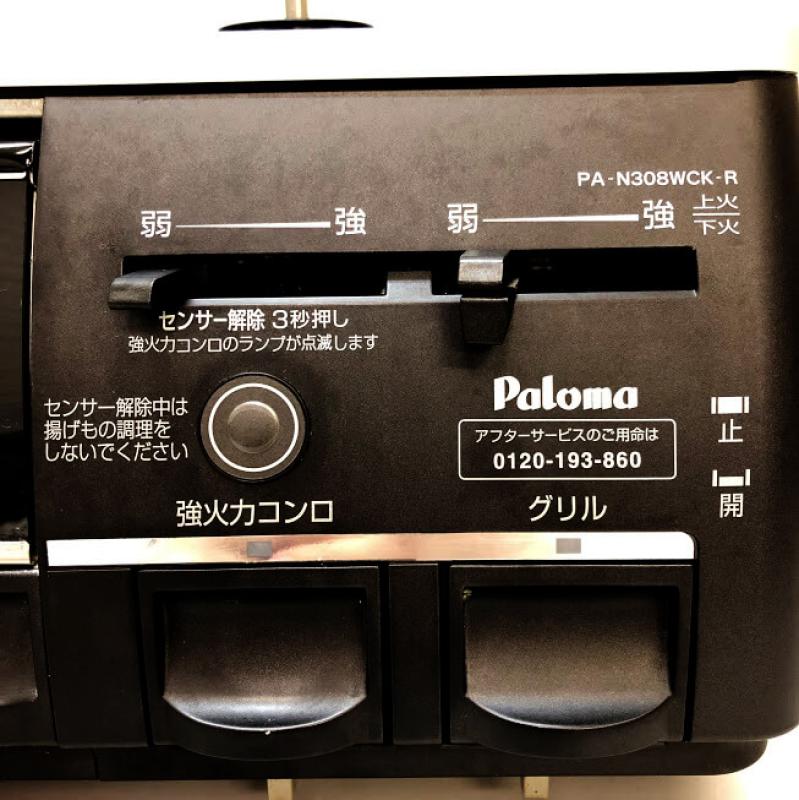 PA-N308WCK-R
弱 強
弱 強 上火
下火
センサー解除 3秒押し
強火力コンロのランプが点滅します
センサー解除中は
揚げもの調理を
しないでください
強火力コンロ
Paloma
アフターサービスのご用命は
0120-193-860
グリル
止
開